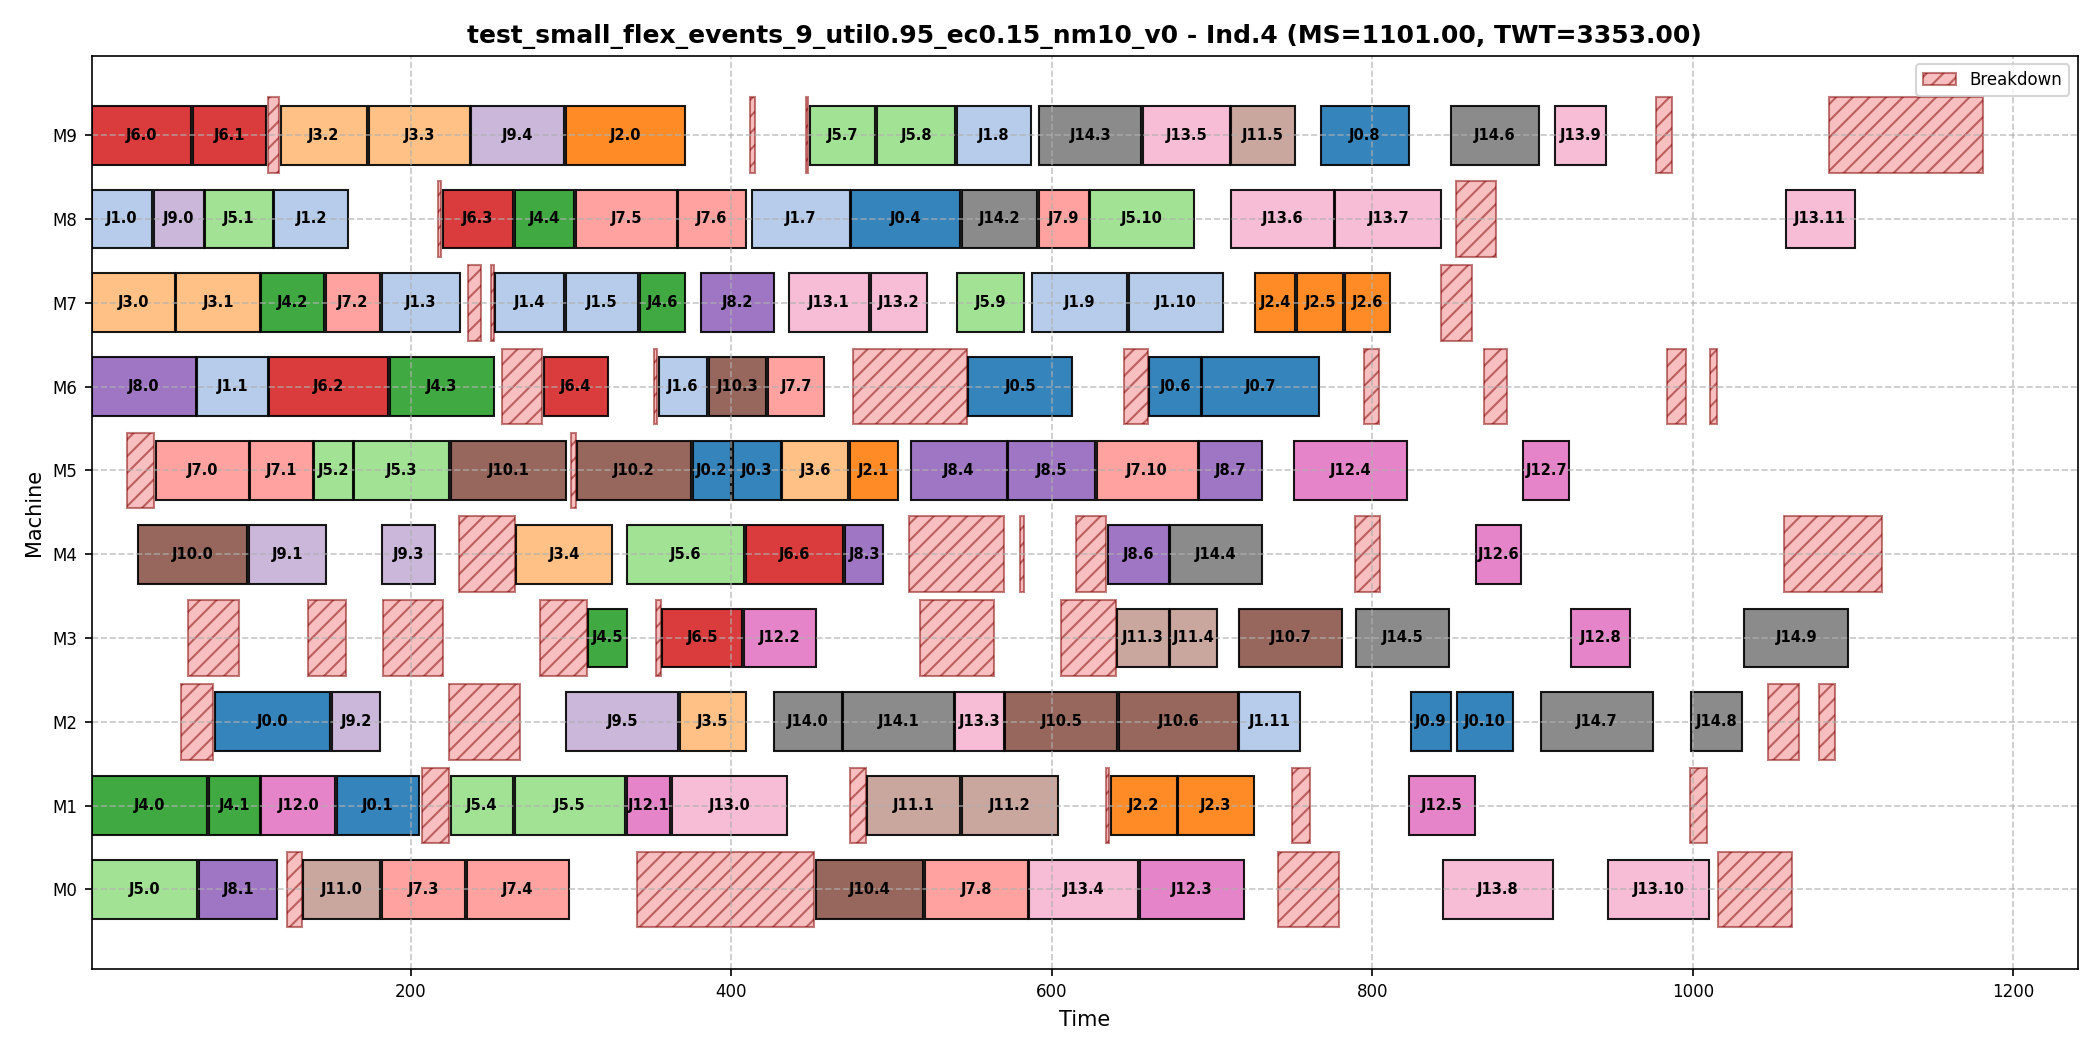 test_small_flex_events_9_util0.95_ec0.15_nm10_v0 - Ind.4 (MS=1101.00, TWT=3353.00)
Breakdown
M9 J6.0 J6.1 J3.2 J3.3 J9.4 J2.0 J5.7 J5.8 J1.8 J14.3 J13.5 J11.5 J0.8 J14.6 J13.9
M8 J1.0 J9.0 J5.1 J1.2 J6.3 J4.4 J7.5 J7.6 J1.7 J0.4 J14.2 J7.9 J5.10 J13.6 J13.7 J13.11
M7 J3.0 J3.1 J4.2 J7.2 J1.3 J1.4 J1.5 J4.6 J8.2 J13.1 J13.2 J5.9 J1.9 J1.10 J2.4 J2.5 J2.6
M6 J8.0 J1.1 J6.2 J4.3 J6.4 J1.6 J10.3 J7.7 J0.5 J0.6 J0.7
M5 J7.0 J7.1 J5.2 J5.3 J10.1 J10.2 J0.2 J0.3 J3.6 J2.1 J8.4 J8.5 J7.10 J8.7 J12.4 J12.7
M4 J10.0 J9.1 J9.3 J3.4 J5.6 J6.6 J8.3 J8.6 J14.4 J12.6
M3 J4.5 J6.5 J12.2 J11.3 J11.4 J10.7 J14.5 J12.8 J14.9
M2 J0.0 J9.2 J9.5 J3.5 J14.0 J14.1 J13.3 J10.5 J10.6 J1.11 J0.9 J0.10 J14.7 J14.8
M1 J4.0 J4.1 J12.0 J0.1 J5.4 J5.5 J12.1 J13.0 J11.1 J11.2 J2.2 J2.3 J12.5
M0 J5.0 J8.1 J11.0 J7.3 J7.4 J10.4 J7.8 J13.4 J12.3 J13.8 J13.10
Machine
200 400 600 800 1000 1200
Time